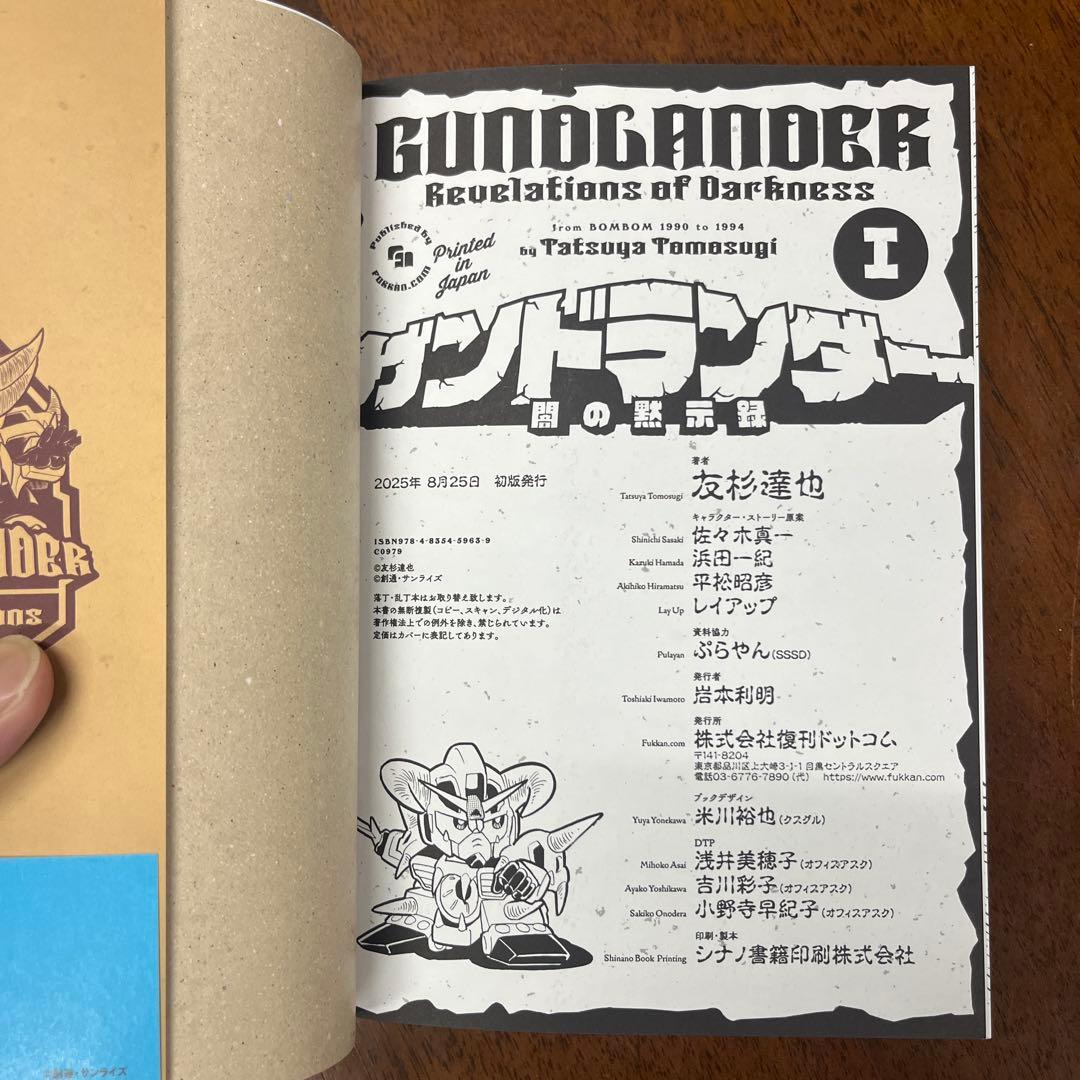 GUNDLANDER
Revelations of Darkness
from BOMBOM 1990 to 1994
by Tatsuya Tomosugi
I
Published by
FUKKAN.COM
Printed
in
Japan
ガンドランダー
闇の黙示録
2025年 8月25日 初版発行
ISBN978-4-8354-5963-9
C0979
©友杉達也
©創通・サンライズ
落丁・乱丁本はお取り替え致します。
本書の無断複製(コピー、スキャン、デジタル化)は
著作権法上での例外を除き、禁じられています。
定価はカバーに表記してあります。
著者
Tatsuya Tomosugi 友杉達也
キャラクター・ストーリー原案
Shinichi Sasaki 佐々木真一
Kazuki Hamada 浜田一紀
Akihiko Hiramatsu 平松昭彦
Lay Up レイアップ
資料協力
Pulayan ぷらやん(SSSD)
発行者
Toshiaki Iwamoto 岩本利明
発行所
Fukkan.com 株式会社復刊ドットコム
〒141-8204
東京都品川区上大崎3-1-1 目黒セントラルスクエア
電話03-6776-7890(代) https://www.fukkan.com
ブックデザイン
Yuya Yonekawa 米川裕也(クスグル)
DTP
Mihoko Asai 浅井美穂子(オフィスアスク)
Ayako Yoshikawa 吉川彩子(オフィスアスク)
Sakiko Onodera 小野寺早紀子(オフィスアスク)
印刷・製本
Shinano Book Printing シナノ書籍印刷株式会社
NDER
ons
©創通・サンライズ